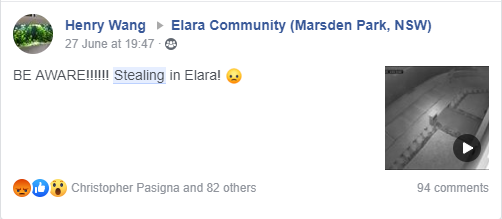 Henry Wang ▸ Elara Community (Marsden Park, NSW)
27 June at 19:47 ·
BE AWARE!!!!!! Stealing in Elara! 😠
Christopher Pasigna and 82 others
94 comments